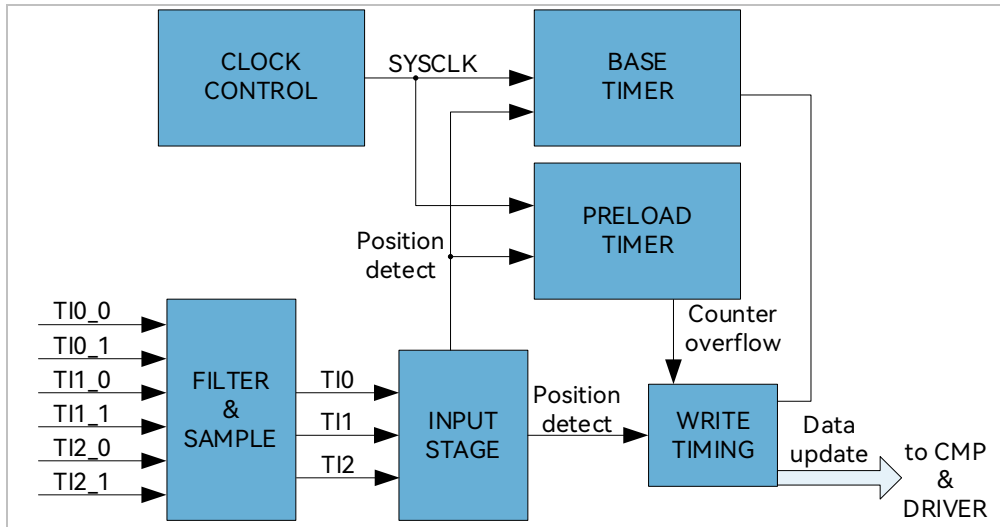 CLOCK
CONTROL
SYSCLK
BASE
TIMER
PRELOAD
TIMER
Position
detect
TI0_0
TI0_1
TI1_0
TI1_1
TI2_0
TI2_1
FILTER
&
SAMPLE
TI0
TI1
TI2
INPUT
STAGE
Position
detect
Counter
overflow
WRITE
TIMING
Data
update
to CMP
&
DRIVER